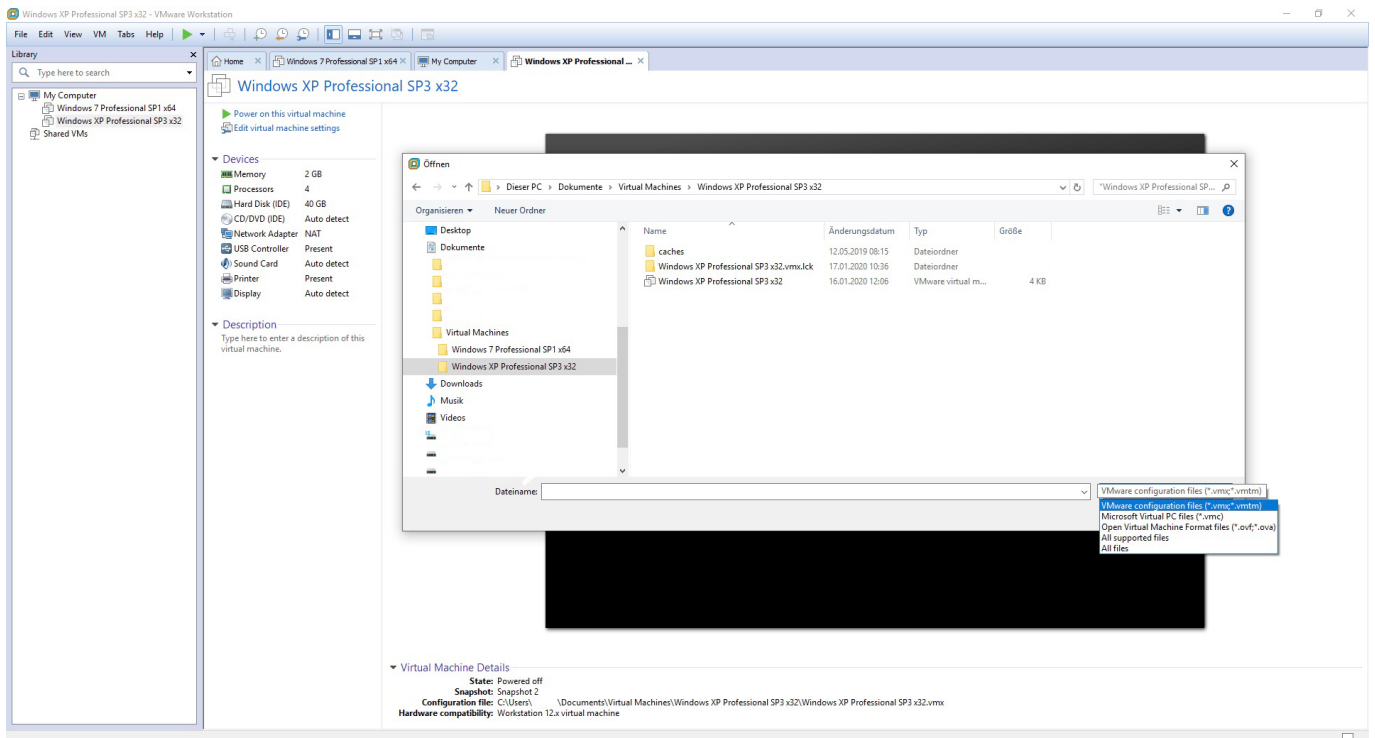 Windows XP Professional SP3 x32 - VMware Workstation
File Edit View VM Tabs Help
Library
Type here to search
My Computer
Windows 7 Professional SP1 x64
Windows XP Professional SP3 x32
Shared VMs
Home
Windows 7 Professional SP1 x64
My Computer
Windows XP Professional ...
Windows XP Professional SP3 x32
Power on this virtual machine
Edit virtual machine settings
Devices
Memory 2 GB
Processors 4
Hard Disk (IDE) 40 GB
CD/DVD (IDE) Auto detect
Network Adapter NAT
USB Controller Present
Sound Card Auto detect
Printer Present
Display Auto detect
Description
Type here to enter a description of this
virtual machine.
Öffnen
Dieser PC > Dokumente > Virtual Machines > Windows XP Professional SP3 x32
"Windows XP Professional SP...
Organisieren Neuer Ordner
Desktop
Dokumente
Virtual Machines
Windows 7 Professional SP1 x64
Windows XP Professional SP3 x32
Downloads
Musik
Videos
Name Änderungsdatum Typ Größe
caches 12.05.2019 08:15 Dateiordner
Windows XP Professional SP3 x32.vmx.lck 17.01.2020 10:36 Dateiordner
Windows XP Professional SP3 x32 16.01.2020 12:06 VMware virtual m... 4 KB
Dateiname:
VMware configuration files (*.vmx;*.vmtm)
VMware configuration files (*.vmx;*.vmtm)
Microsoft Virtual PC files (*.vmc)
Open Virtual Machine Format files (*.ovf;*.ova)
All supported files
All files
Virtual Machine Details
State: Powered off
Snapshot: Snapshot 2
Configuration file: C:\Users\ \Documents\Virtual Machines\Windows XP Professional SP3 x32\Windows XP Professional SP3 x32.vmx
Hardware compatibility: Workstation 12.x virtual machine